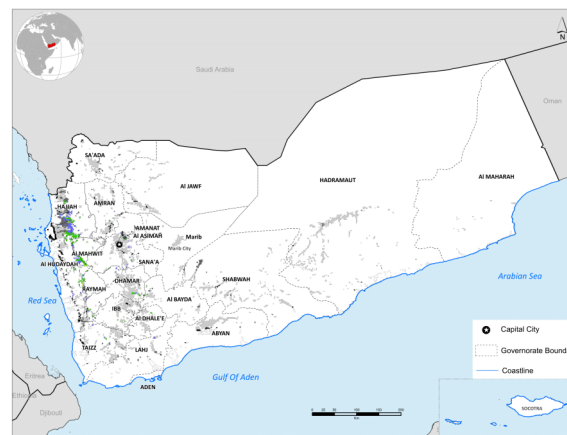 N
Saudi Arabia
Oman
SA'ADA
Al JAWF
HADRAMAUT
Al MAHARAH
HAJJAH
AMRAN
AMANAT
Al ASIMAH
Marib
Marib City
Al MAHWIT
SANA'A
Al HUDAYDAH
RAYMAH
DHAMAR
SHABWAH
Arabian Sea
Red Sea
Al BAYDA
IBB
Al DHALE'E
ABYAN
TAIZZ
LAHJ
ADEN
Gulf Of Aden
Eritrea
Ethiopia
Djibouti
Capital City
Governorate Bound
Coastline
SOCOTRA